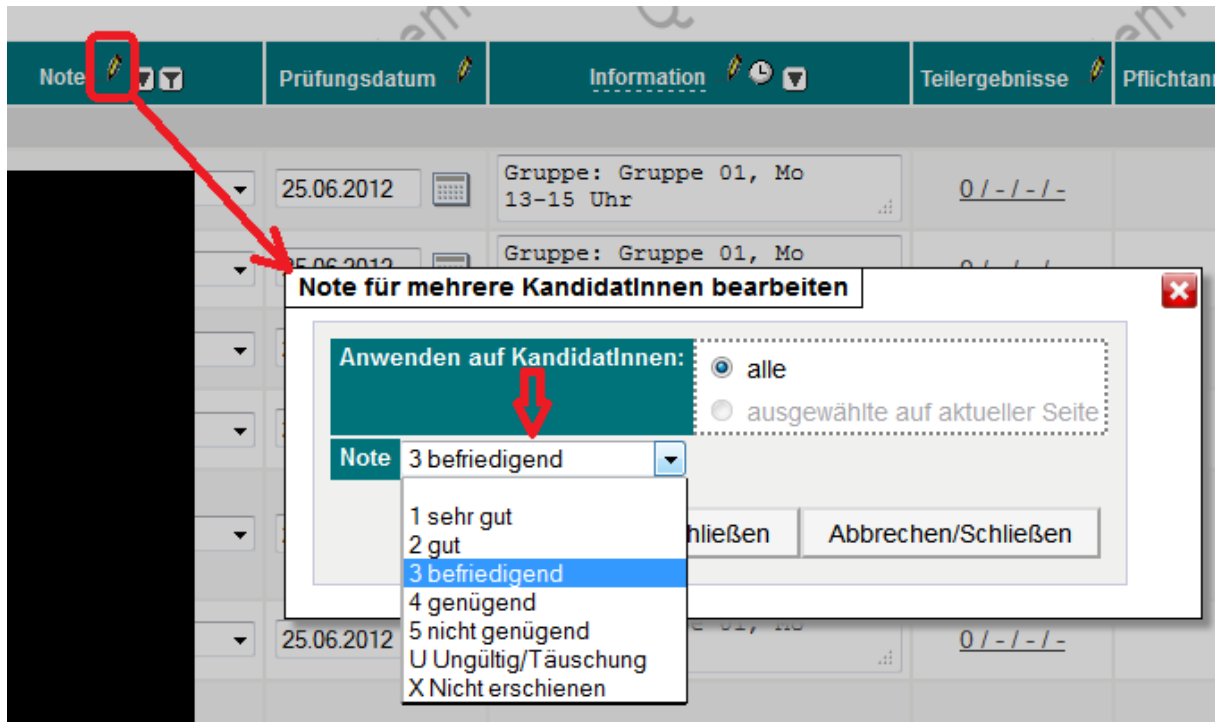 Note
Prüfungsdatum
Information
Teilergebnisse
25.06.2012
Gruppe: Gruppe 01, Mo
13-15 Uhr
0 / - / - / -
25.06.2012
Gruppe: Gruppe 01, Mo
Note für mehrere KandidatInnen bearbeiten
Anwenden auf KandidatInnen:
alle
ausgewählte auf aktueller Seite
Note
3 befriedigend
1 sehr gut
2 gut
3 befriedigend
4 genügend
5 nicht genügend
U Ungültig/Täuschung
X Nicht erschienen
Abbrechen/Schließen
25.06.2012
0 / - / - / -